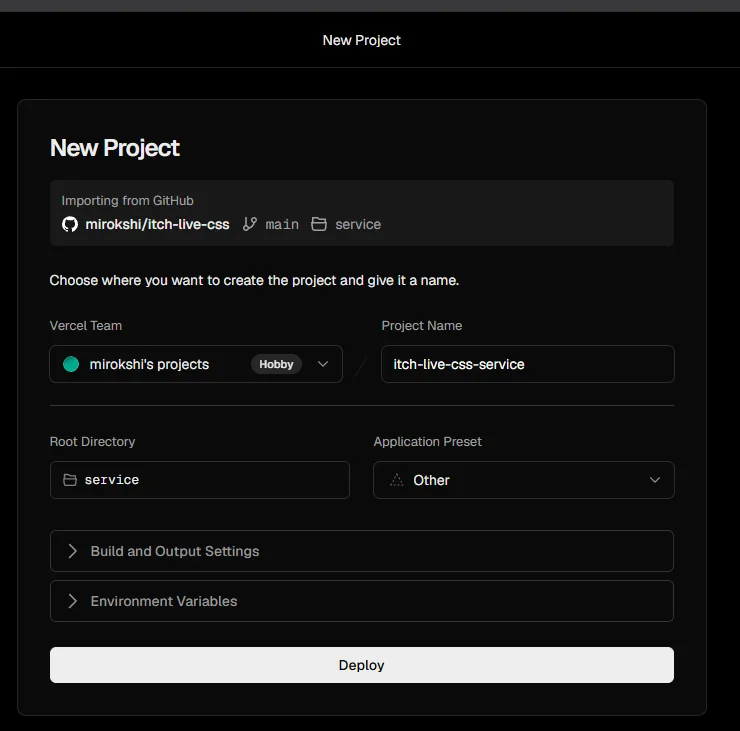 New Project
New Project
Importing from GitHub
mirokshi/itch-live-css main service
Choose where you want to create the project and give it a name.
Vercel Team Project Name
mirokshi's projects Hobby itch-live-css-service
Root Directory Application Preset
service Other
Build and Output Settings
Environment Variables
Deploy